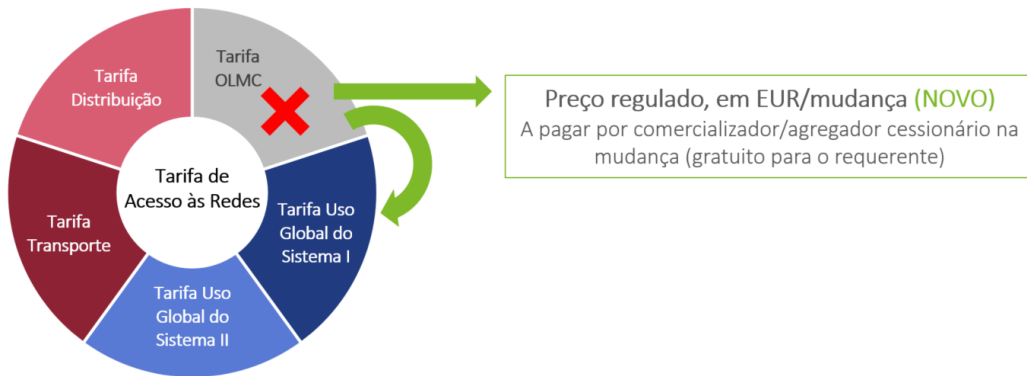 Tarifa
Distribuição
Tarifa
OLMC
Tarifa de
Acesso às Redes
Tarifa
Transporte
Tarifa Uso
Global do
Sistema I
Tarifa Uso
Global do
Sistema II
Preço regulado, em EUR/mudança (NOVO)
A pagar por comercializador/agregador cessionário na
mudança (gratuito para o requerente)